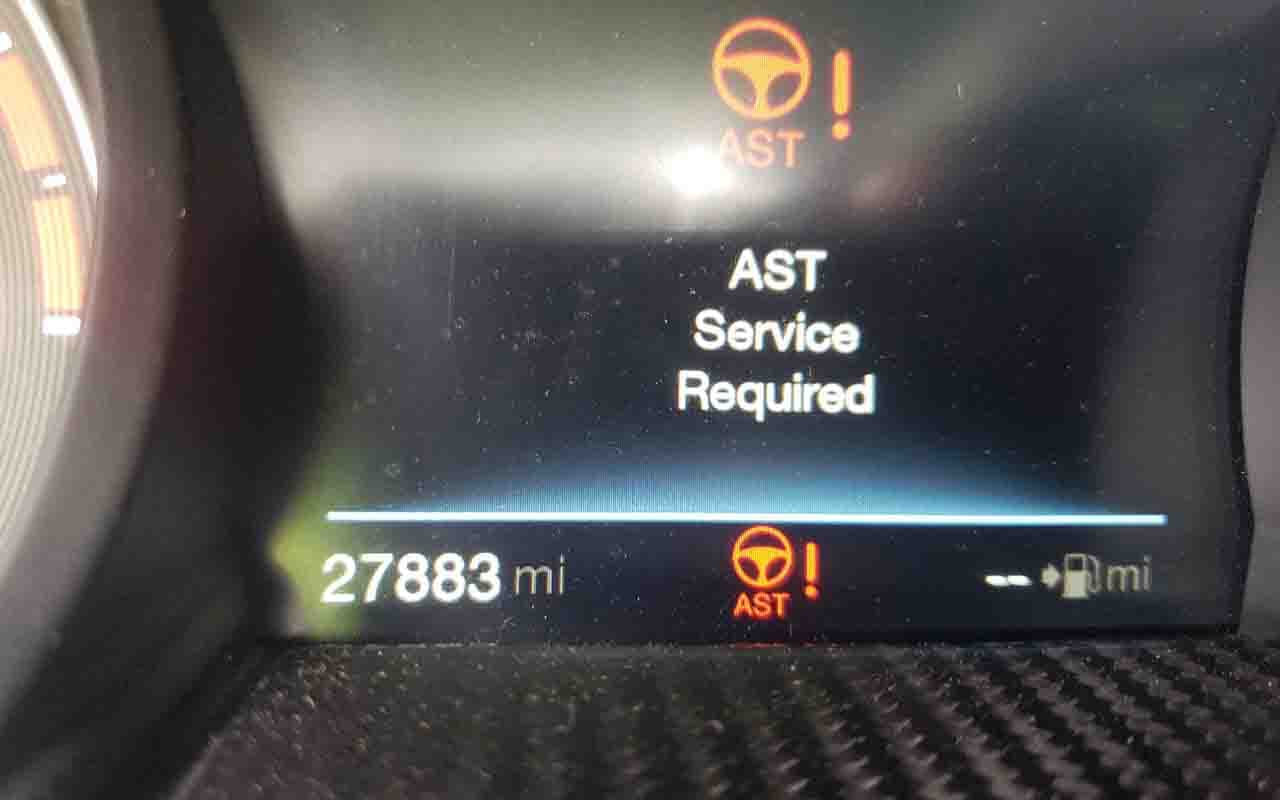 AST !
AST
Service
Required
27883 mi
AST !
-- mi